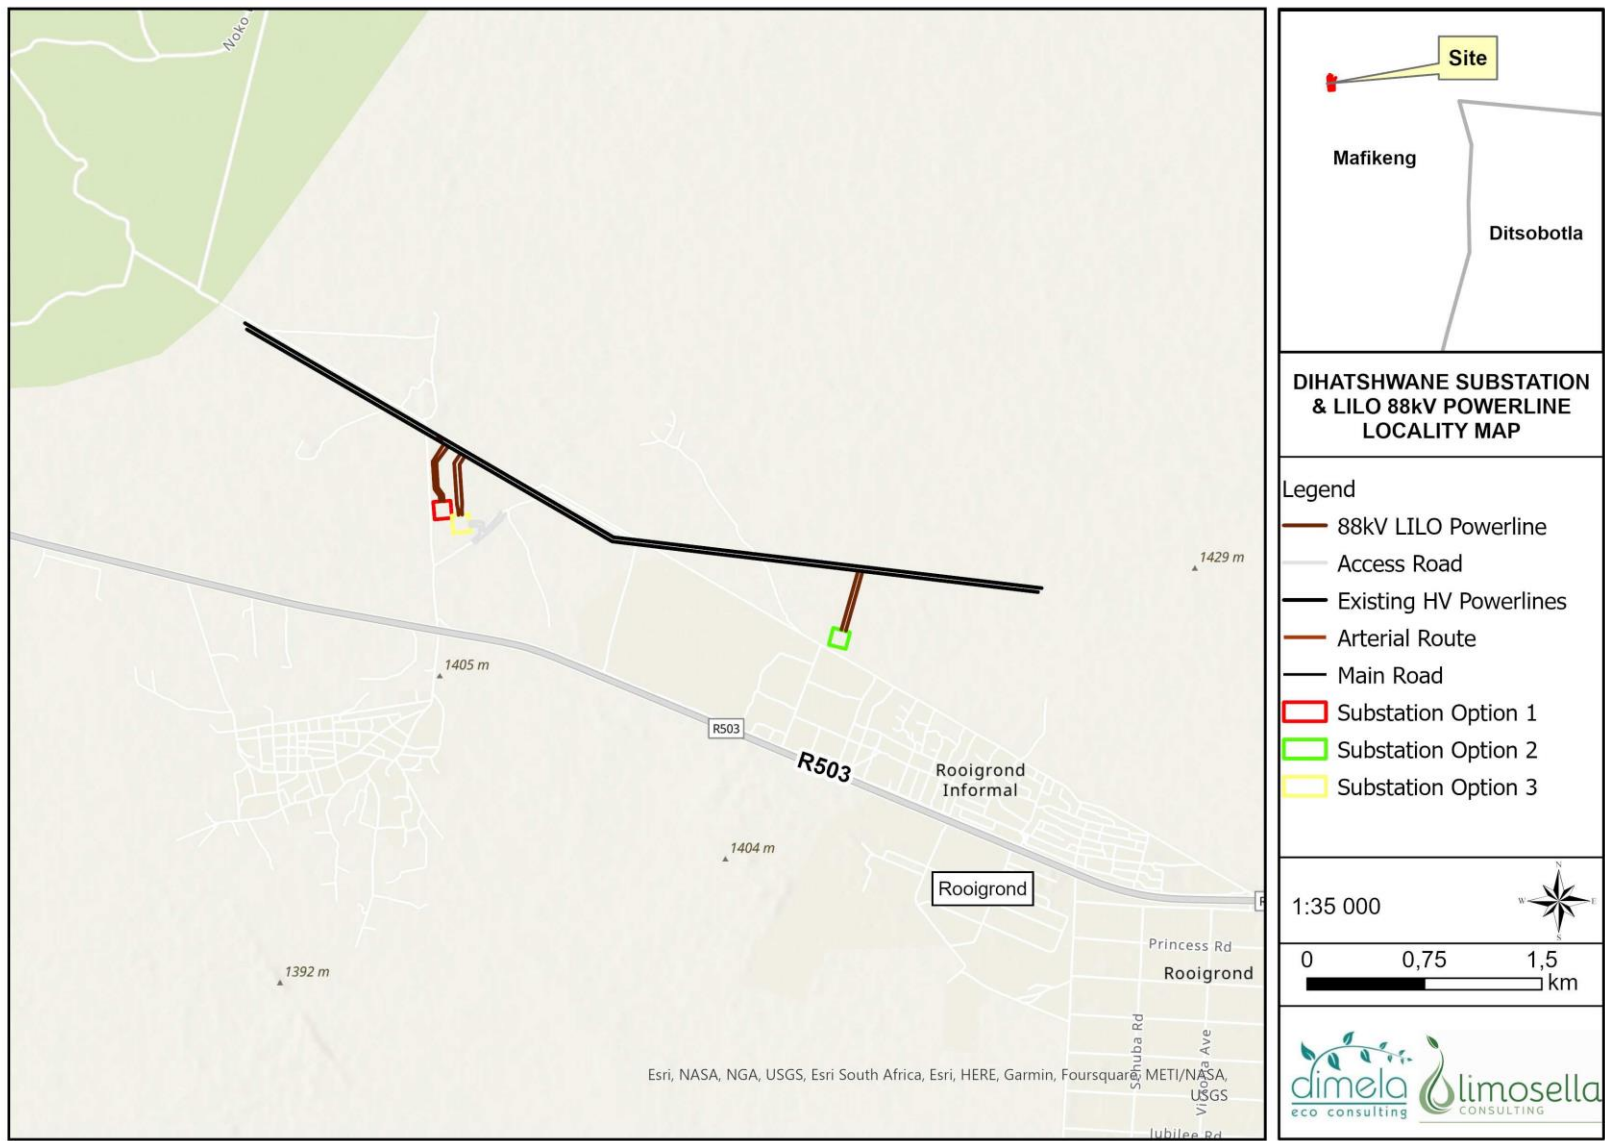 Noko
1429 m
1405 m
R503
R503
Rooigrond
Informal
1404 m
Rooigrond
Princess Rd
Rooigrond
1392 m
Sehuba Rd
Ave
Esri, NASA, NGA, USGS, Esri South Africa, Esri, HERE, Garmin, Foursquare, METI/NASA,
USGS
Jubilee Rd
Site
Mafikeng
Ditsobotla
DIHATSHWANE SUBSTATION
& LILO 88kV POWERLINE
LOCALITY MAP
Legend
88kV LILO Powerline
Access Road
Existing HV Powerlines
Arterial Route
Main Road
Substation Option 1
Substation Option 2
Substation Option 3
1:35 000
N
W E
S
0 0,75 1,5
km
dimela
eco consulting
limosella
CONSULTING